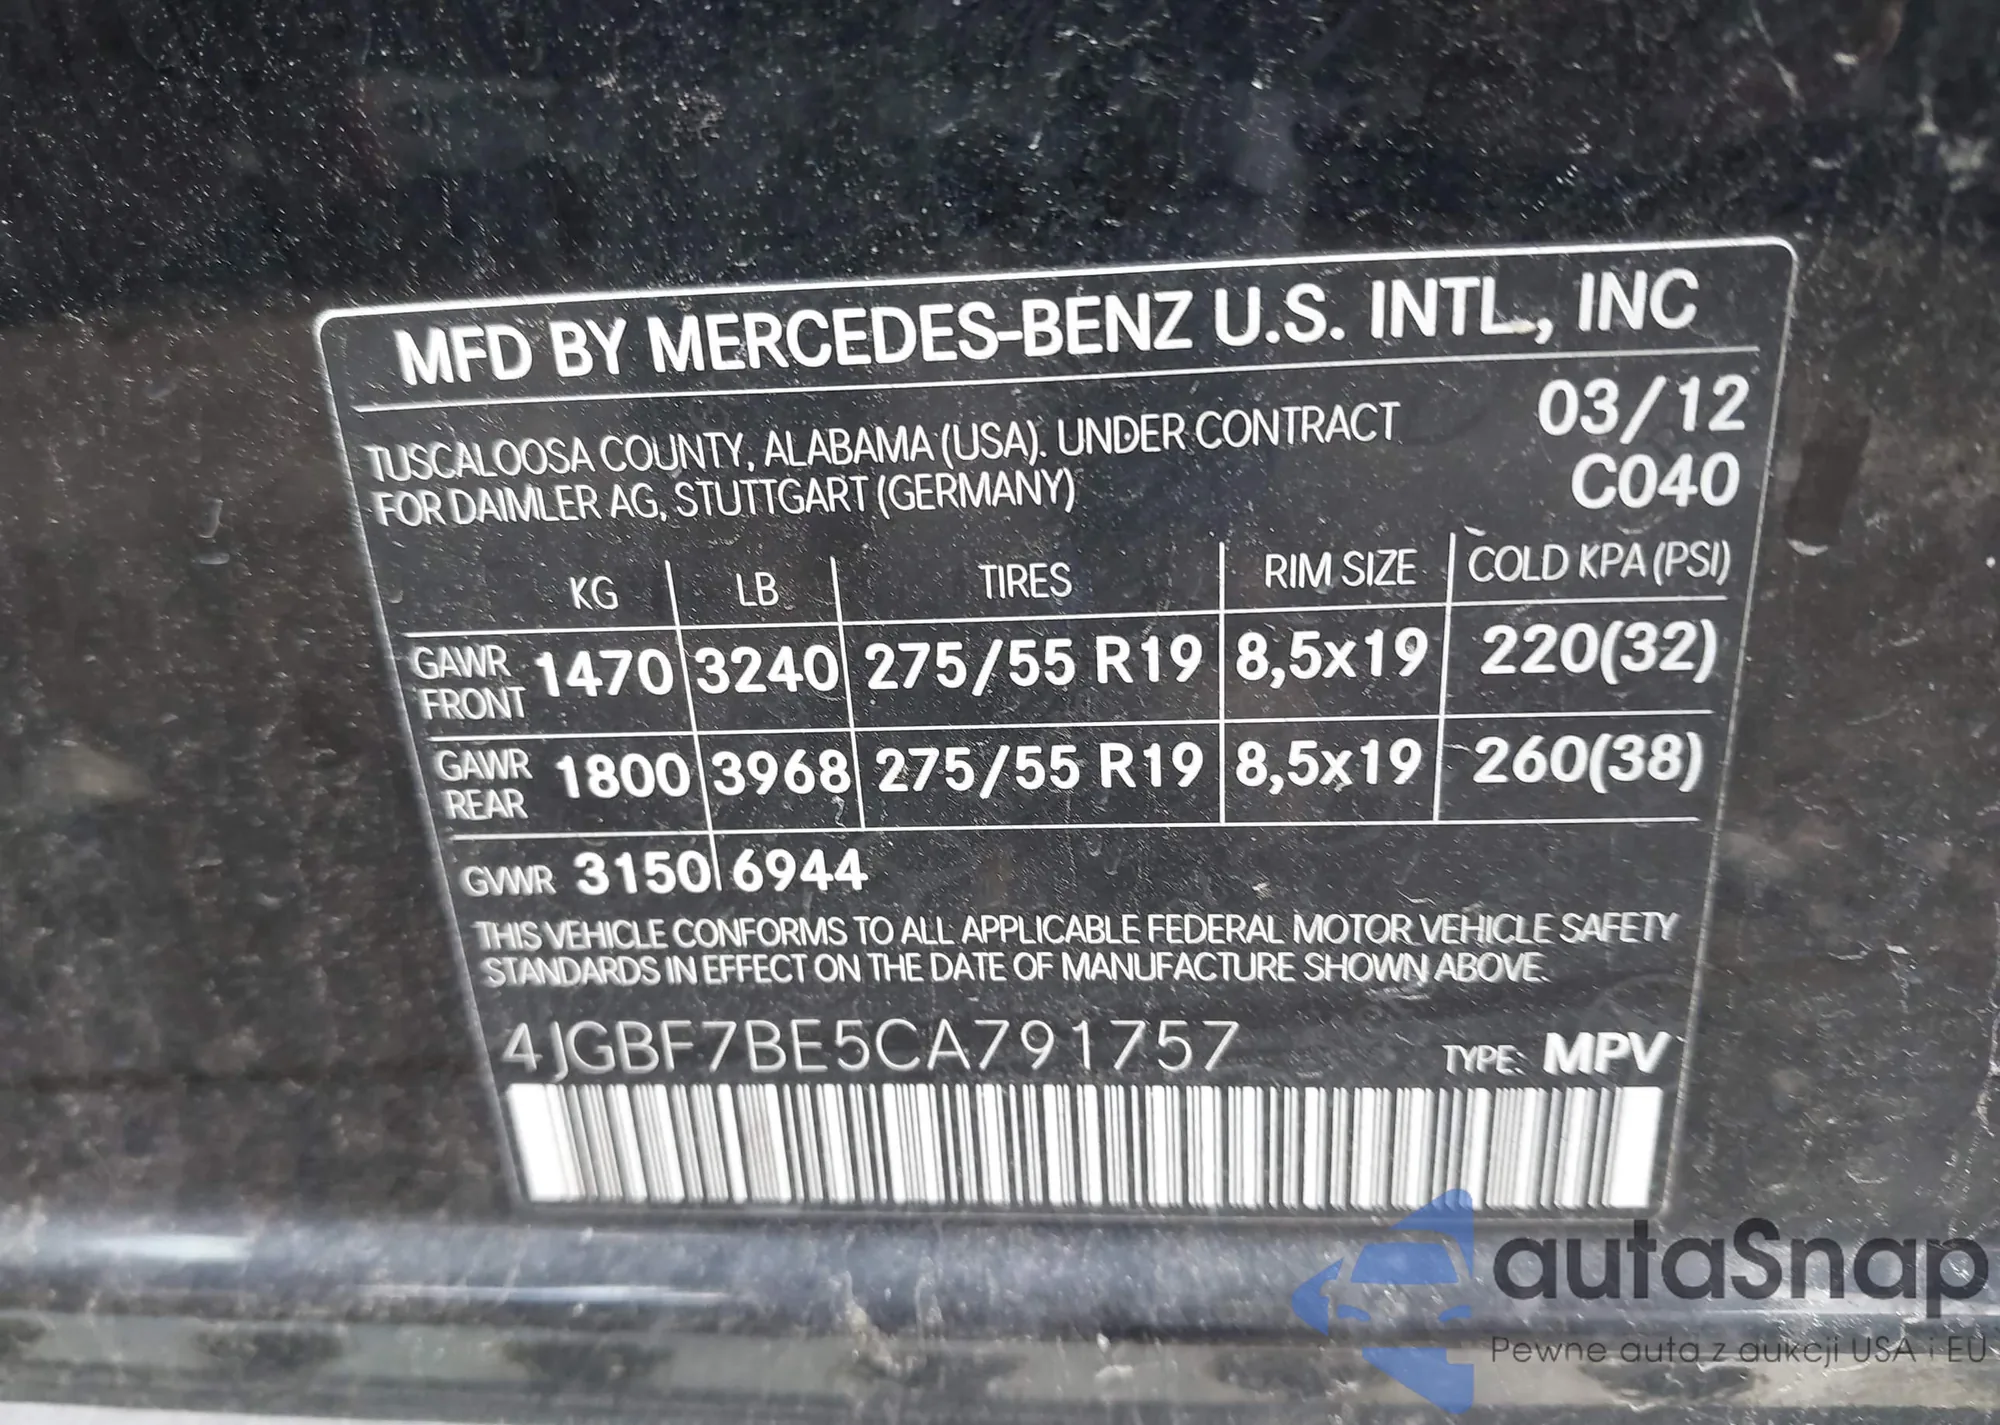 MFD BY MERCEDES-BENZ U.S. INTL., INC
03/12
TUSCALOOSA COUNTY, ALABAMA (USA). UNDER CONTRACT
FOR DAIMLER AG, STUTTGART (GERMANY)
C040
KG LB TIRES RIM SIZE COLD KPA (PSI)
GAWR FRONT 1470 3240 275/55 R19 8,5x19 220(32)
GAWR REAR 1800 3968 275/55 R19 8,5x19 260(38)
GVWR 3150 6944
THIS VEHICLE CONFORMS TO ALL APPLICABLE FEDERAL MOTOR VEHICLE SAFETY
STANDARDS IN EFFECT ON THE DATE OF MANUFACTURE SHOWN ABOVE.
4JGBF7BE5CA791757 TYPE: MPV
autaSnap
Pewne auta z aukcji USA i EU